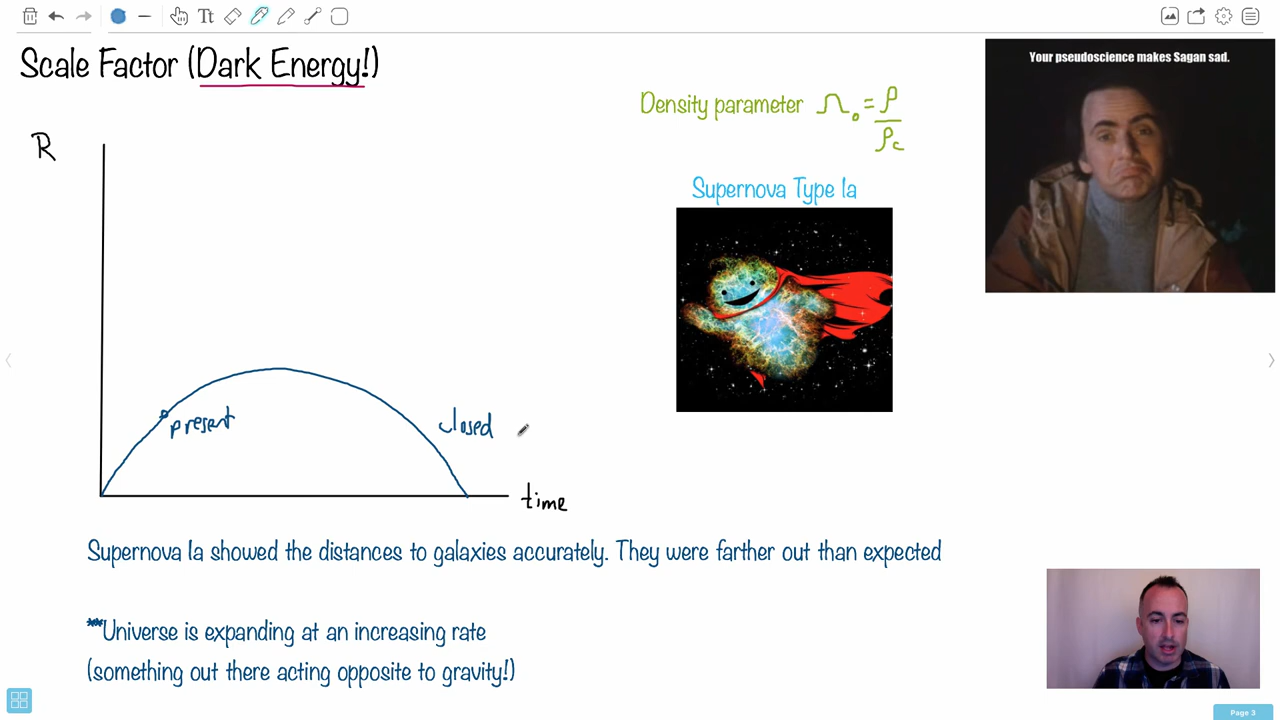 Tt
Scale Factor (Dark Energy!)
Your pseudoscience makes Sagan sad.
Density parameter Ω₀ = ρ / ρc
R
Supernova Type Ia
present
closed
time
Supernova Ia showed the distances to galaxies accurately. They were farther out than expected
***Universe is expanding at an increasing rate
(something out there acting opposite to gravity!)
Page 3